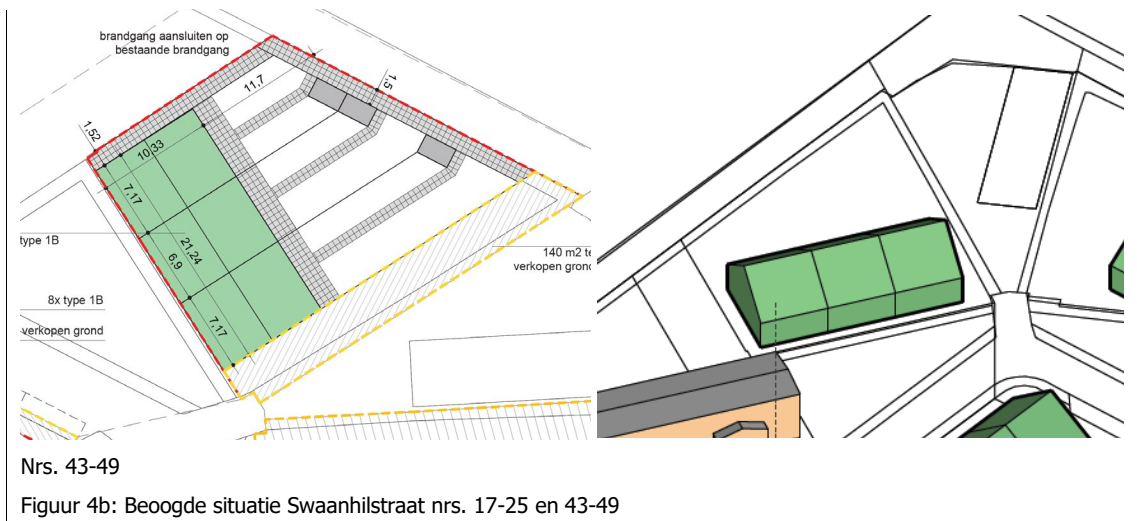 brandgang aansluiten op
bestaande brandgang
11,7
1,5
1,52
10,33
7,17
type 1B
21,24
6,9
140 m2 te
verkopen grond
8x type 1B
verkopen grond
7,17
Nrs. 43-49
Figuur 4b: Beoogde situatie Swaanhilstraat nrs. 17-25 en 43-49